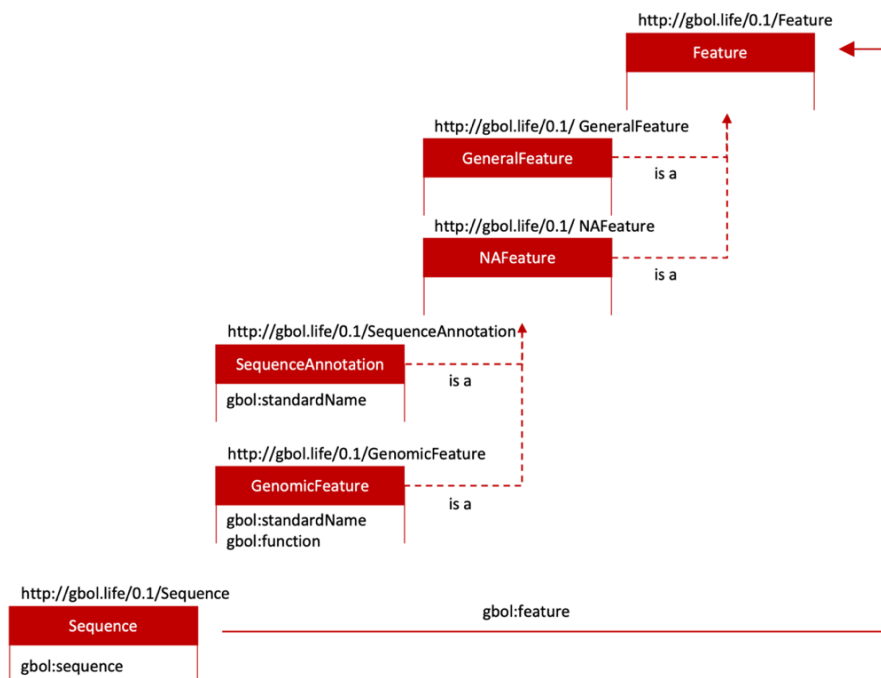 http://gbol.life/0.1/Feature
Feature
http://gbol.life/0.1/ GeneralFeature
GeneralFeature
is a
http://gbol.life/0.1/ NAFeature
NAFeature
is a
http://gbol.life/0.1/SequenceAnnotation
SequenceAnnotation
is a
gbol:standardName
http://gbol.life/0.1/GenomicFeature
GenomicFeature
is a
gbol:standardName
gbol:function
http://gbol.life/0.1/Sequence
gbol:feature
Sequence
gbol:sequence